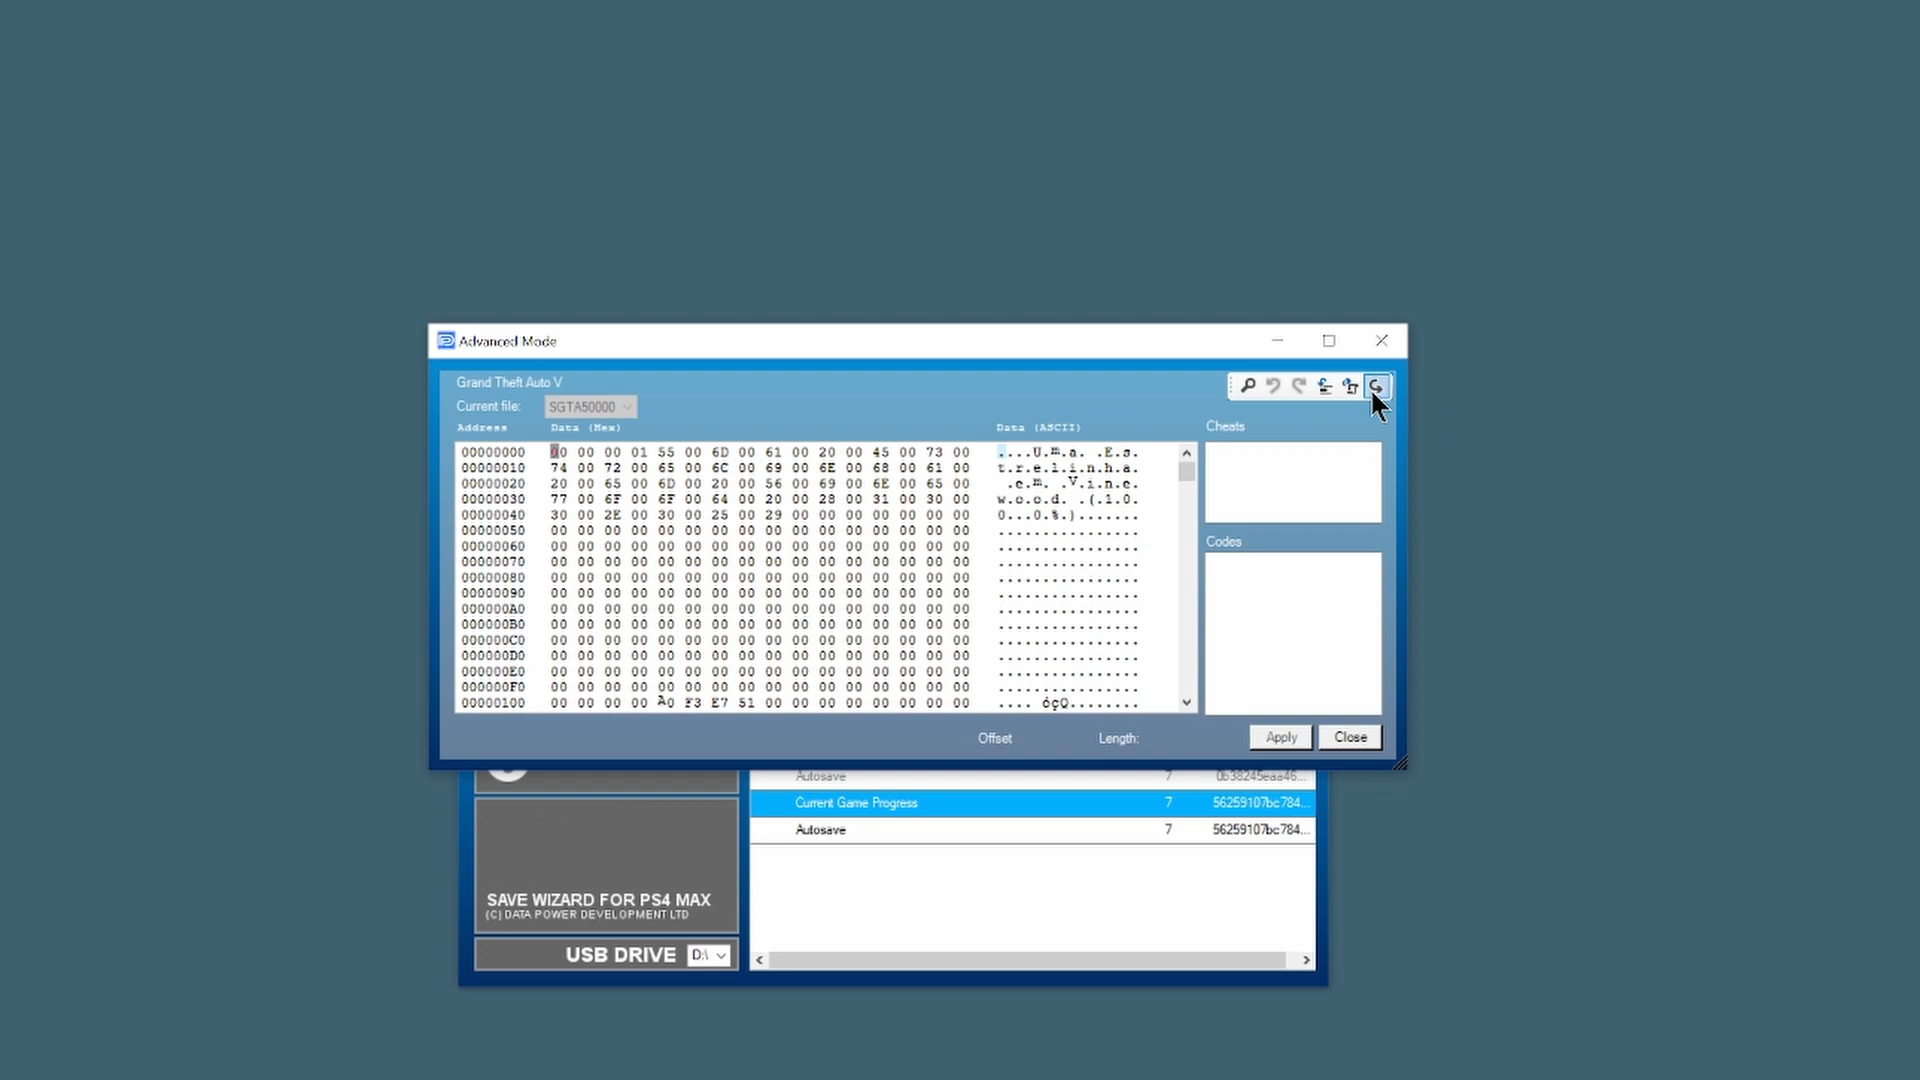 Advanced Mode
Grand Theft Auto V
Current file: SGTA50000
Address Data (Hex) Data (ASCII) Cheats
00000000 00 00 00 01 55 00 6D 00 61 00 20 00 45 00 73 00 ....U.m.a. .E.s.
00000010 74 00 72 00 65 00 6C 00 69 00 6E 00 68 00 61 00 t.r.e.l.i.n.h.a.
00000020 20 00 65 00 6D 00 20 00 56 00 69 00 6E 00 65 00 .e.m. .V.i.n.e.
00000030 77 00 6F 00 6F 00 64 00 20 00 28 00 31 00 30 00 w.o.o.d. .(.1.0.
00000040 30 00 2E 00 30 00 25 00 29 00 00 00 00 00 00 00 0...0.%.).......
00000050 00 00 00 00 00 00 00 00 00 00 00 00 00 00 00 00 ................
Codes
00000060 00 00 00 00 00 00 00 00 00 00 00 00 00 00 00 00 ................
00000070 00 00 00 00 00 00 00 00 00 00 00 00 00 00 00 00 ................
00000080 00 00 00 00 00 00 00 00 00 00 00 00 00 00 00 00 ................
00000090 00 00 00 00 00 00 00 00 00 00 00 00 00 00 00 00 ................
000000A0 00 00 00 00 00 00 00 00 00 00 00 00 00 00 00 00 ................
000000B0 00 00 00 00 00 00 00 00 00 00 00 00 00 00 00 00 ................
000000C0 00 00 00 00 00 00 00 00 00 00 00 00 00 00 00 00 ................
000000D0 00 00 00 00 00 00 00 00 00 00 00 00 00 00 00 00 ................
000000E0 00 00 00 00 00 00 00 00 00 00 00 00 00 00 00 00 ................
000000F0 00 00 00 00 00 00 00 00 00 00 00 00 00 00 00 00 ................
00000100 00 00 00 00 A0 F3 E7 51 00 00 00 00 00 00 00 00 .... óçQ........
Offset Length: Apply Close
Autosave 7 0b38245eaa46...
Current Game Progress 7 56259107bc784...
Autosave 7 56259107bc784...
SAVE WIZARD FOR PS4 MAX
(C) DATA POWER DEVELOPMENT LTD
USB DRIVE D:\